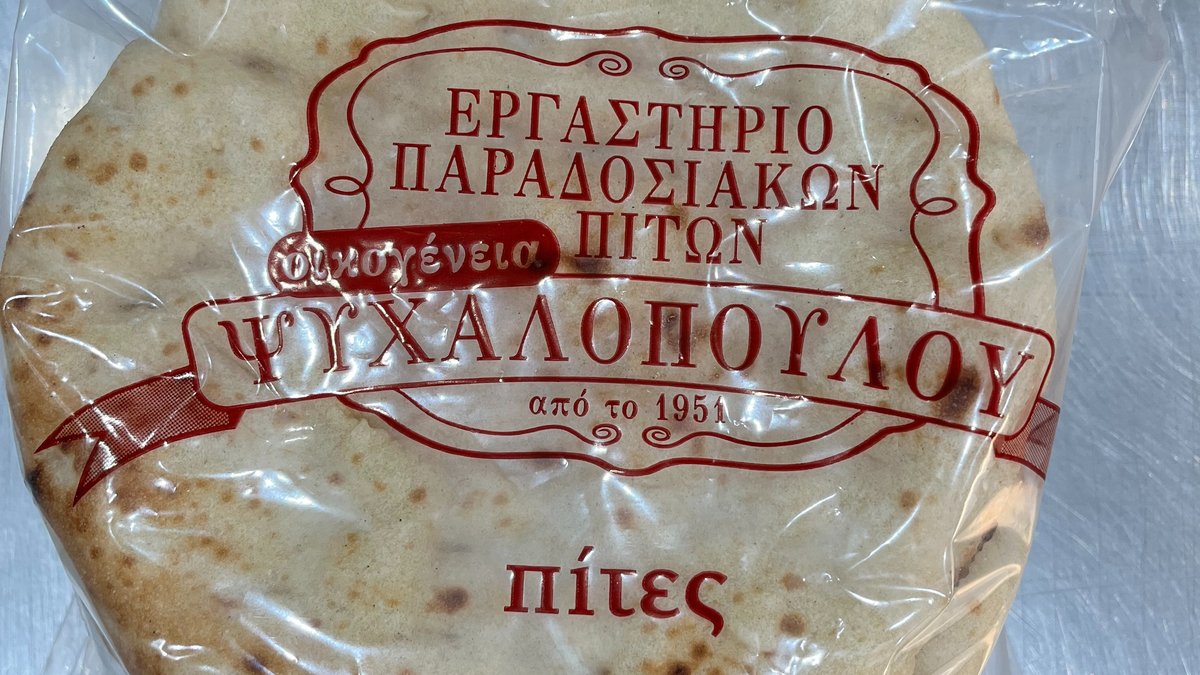 ΕΡΓΑΣΤΗΡΙΟ
ΠΑΡΑΔΟΣΙΑΚΩΝ
ΠΙΤΩΝ
οικογένεια
ΨΥΧΑΛΟΠΟΥΛΟΥ
από το 1951
πίτες